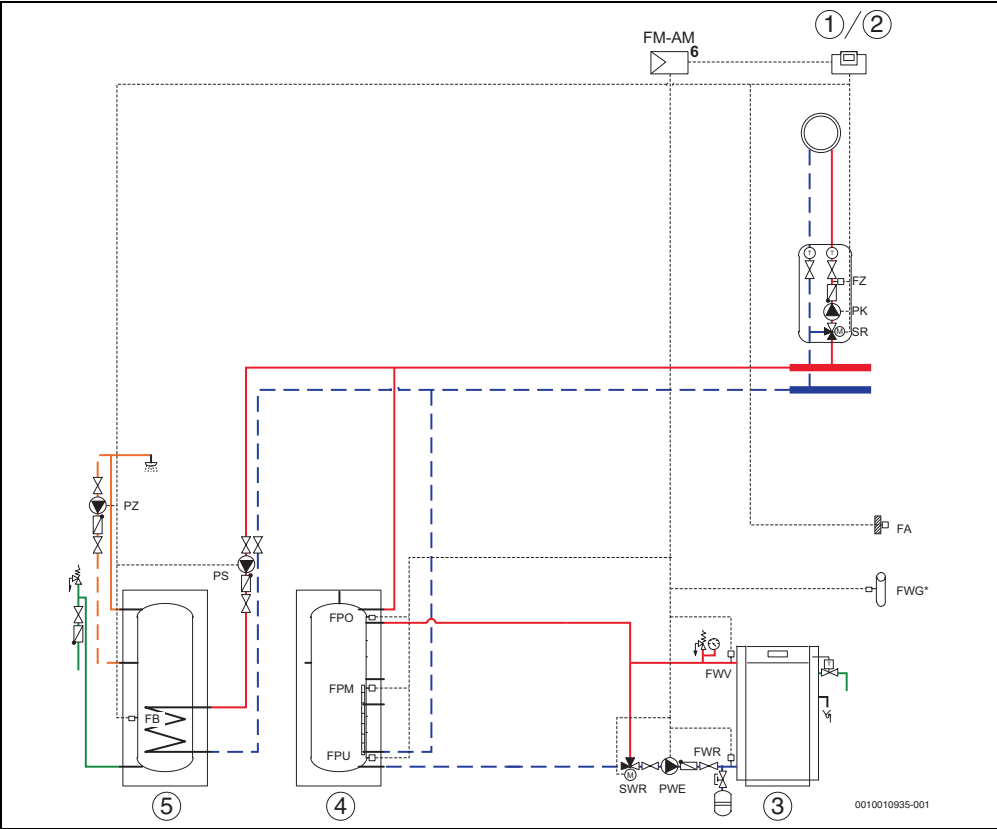 1 / 2
FM-AM
6
T T
FZ
PK
M SR
PZ
FA
PS
FWG*
FPO
T
FWV
FPM
FB
FWR
FPU
M
SWR PWE
5
4
3
0010010935-001